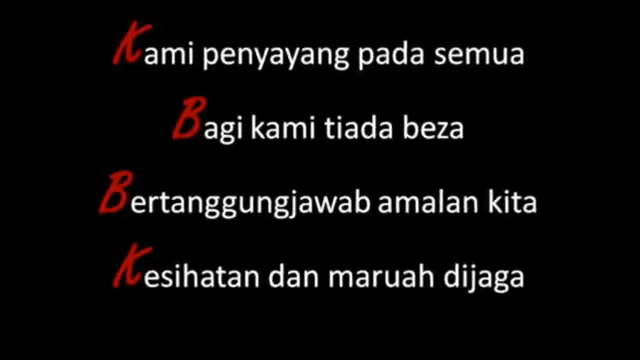 Kami penyayang pada semua
Bagi kami tiada beza
Bertanggungjawab amalan kita
Kesihatan dan maruah dijaga